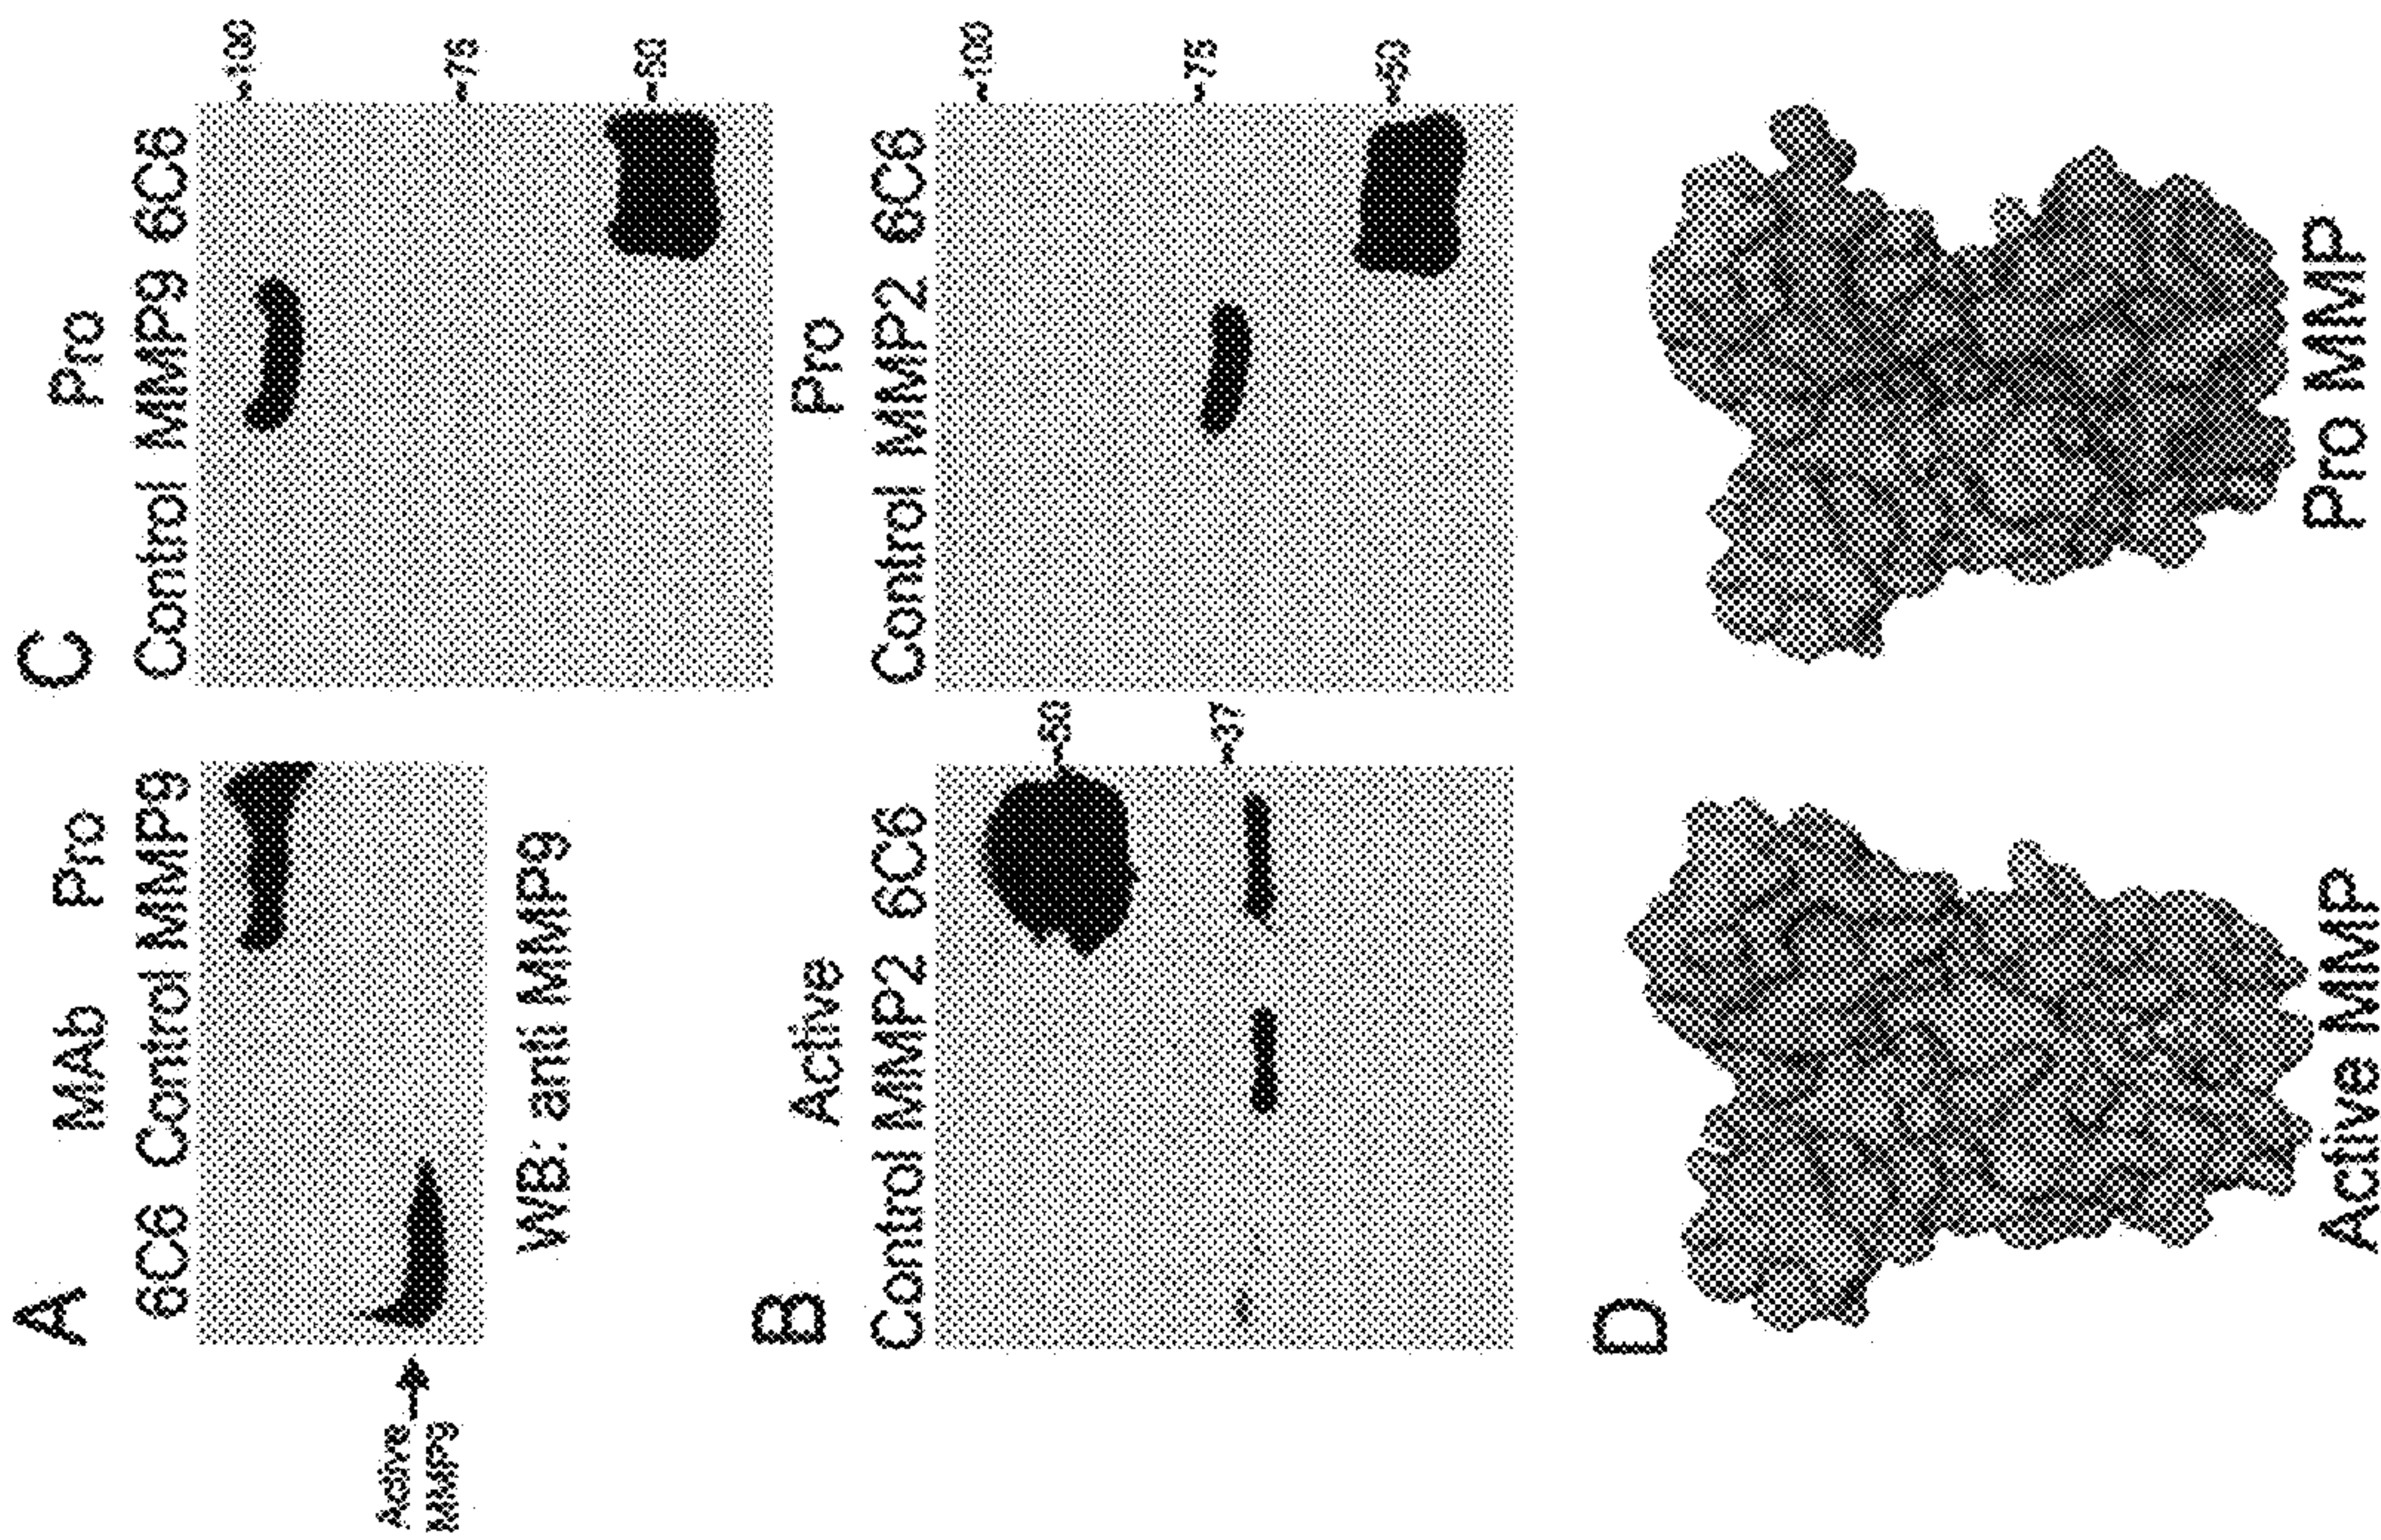 A
MAb Pro
6C6 Control MMP9
Active
MMP9
WB: anti MMP9
B
Active
Control MMP2 6C6
50
37
C
Pro
Control MMP9 6C6
100
75
50
Pro
Control MMP2 6C6
100
75
50
D
Active MMP
Pro MMP